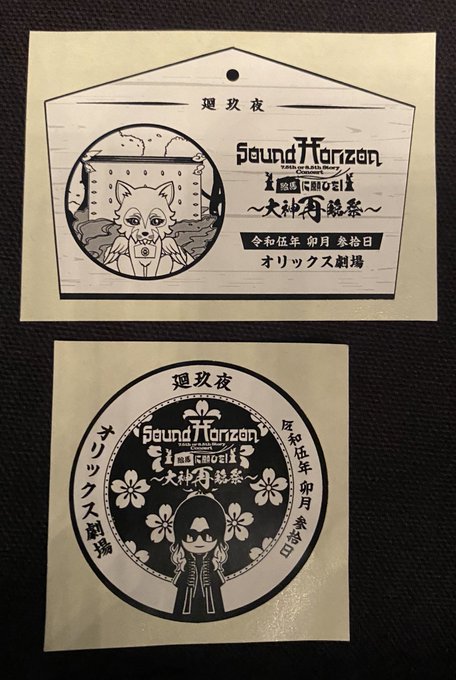 廻玖夜
Sound Horizon
7.5th or 8.5th Story
Concert
絵馬に願ひを!
～大神再臨祭～
令和伍年 卯月 参拾日
オリックス劇場
廻玖夜
オリックス劇場
令和伍年 卯月 参拾日
Sound Horizon
7.5th or 8.5th Story
Concert
絵馬に願ひを!
～大神再臨祭～